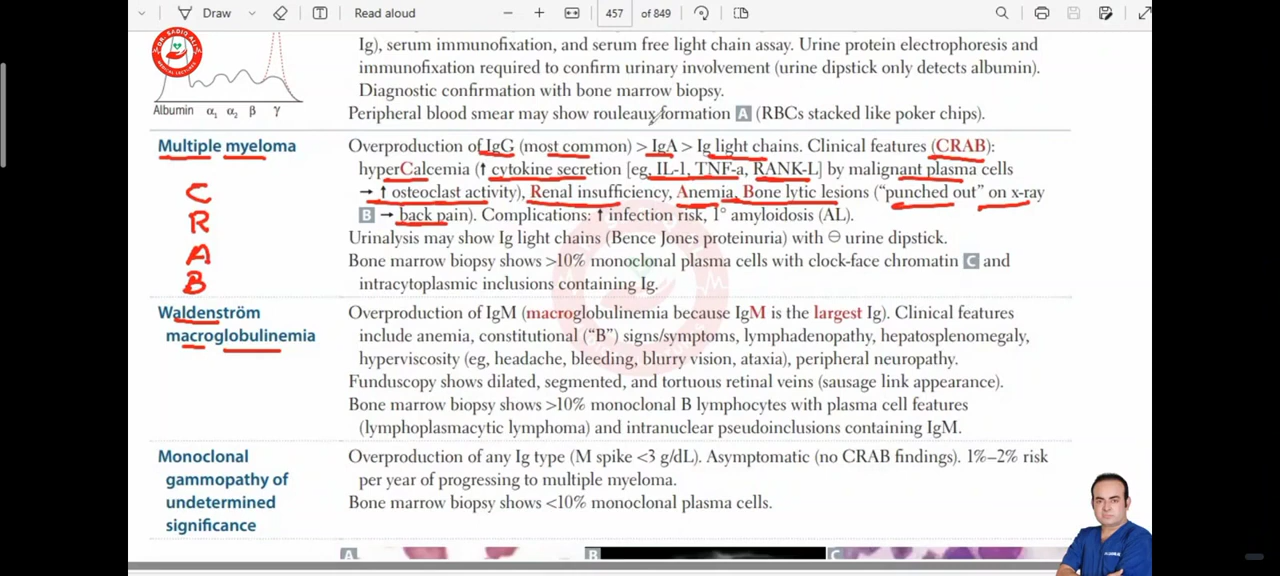 Draw
Read aloud
457
of 849
DR. SADIQ ALI
MEDICAL LECTURES
Ig), serum immunofixation, and serum free light chain assay. Urine protein electrophoresis and
immunofixation required to confirm urinary involvement (urine dipstick only detects albumin).
Diagnostic confirmation with bone marrow biopsy.
Albumin α₁ α₂ β γ
Peripheral blood smear may show rouleaux formation A (RBCs stacked like poker chips).
Multiple myeloma
Overproduction of IgG (most common) > IgA > Ig light chains. Clinical features (CRAB):
hyperCalcemia (↑ cytokine secretion [eg, IL-1, TNF-a, RANK-L] by malignant plasma cells
→ ↑ osteoclast activity), Renal insufficiency, Anemia, Bone lytic lesions (“punched out” on x-ray
B → back pain). Complications: ↑ infection risk, 1° amyloidosis (AL).
Urinalysis may show Ig light chains (Bence Jones proteinuria) with ⊖ urine dipstick.
Bone marrow biopsy shows >10% monoclonal plasma cells with clock-face chromatin C and
intracytoplasmic inclusions containing Ig.
C
R
A
B
Waldenström
macroglobulinemia
Overproduction of IgM (macroglobulinemia because IgM is the largest Ig). Clinical features
include anemia, constitutional (“B”) signs/symptoms, lymphadenopathy, hepatosplenomegaly,
hyperviscosity (eg, headache, bleeding, blurry vision, ataxia), peripheral neuropathy.
Funduscopy shows dilated, segmented, and tortuous retinal veins (sausage link appearance).
Bone marrow biopsy shows >10% monoclonal B lymphocytes with plasma cell features
(lymphoplasmacytic lymphoma) and intranuclear pseudoinclusions containing IgM.
Monoclonal
gammopathy of
undetermined
significance
Overproduction of any Ig type (M spike <3 g/dL). Asymptomatic (no CRAB findings). 1%–2% risk
per year of progressing to multiple myeloma.
Bone marrow biopsy shows <10% monoclonal plasma cells.
A
B
C